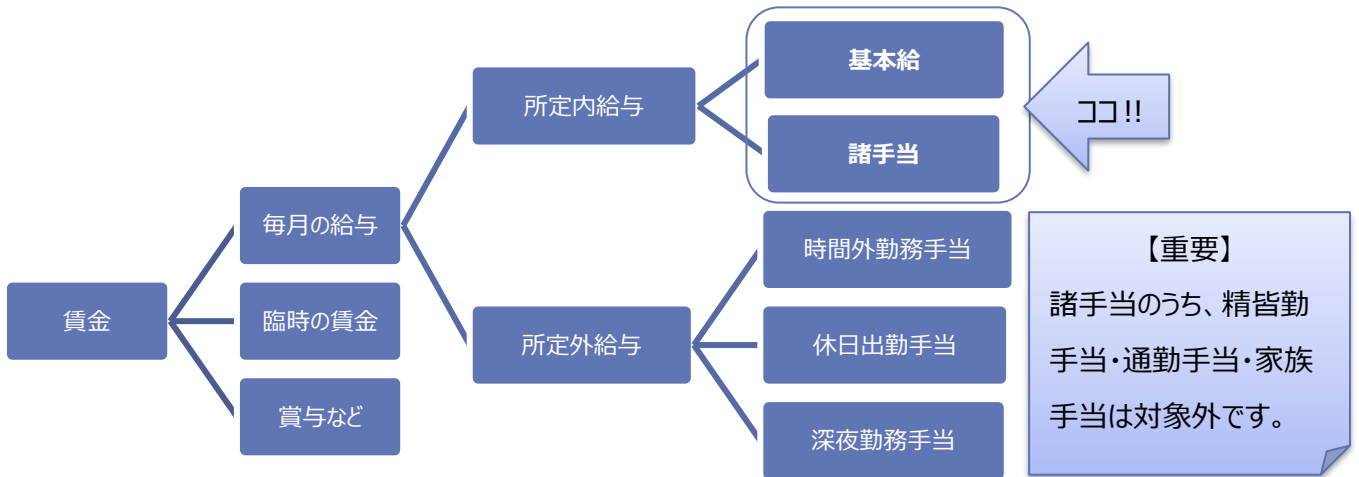 基本給
所定内給与
諸手当
ココ!!
毎月の給与
賃金
臨時の賃金
賞与など
所定外給与
時間外勤務手当
休日出勤手当
深夜勤務手当
【重要】
諸手当のうち、精皆勤
手当・通勤手当・家族
手当は対象外です。